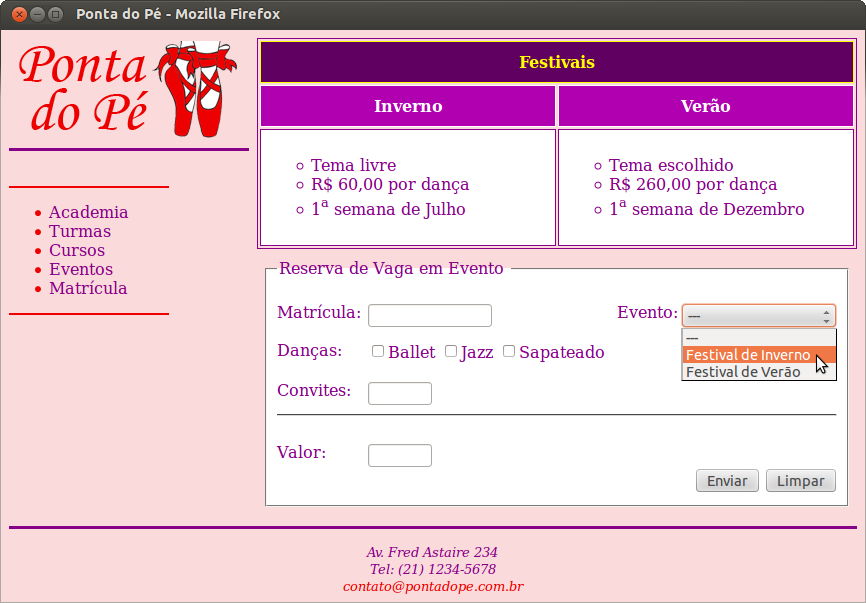 Ponta do Pé - Mozilla Firefox
Ponta
do Pé
Academia
Turmas
Cursos
Eventos
Matrícula
Festivais
Inverno Verão
Tema livre
R$ 60,00 por dança
1ª semana de Julho
Tema escolhido
R$ 260,00 por dança
1ª semana de Dezembro
Reserva de Vaga em Evento
Matrícula: Evento: ---
---
Festival de Inverno
Festival de Verão
Danças: Ballet Jazz Sapateado
Convites:
Valor:
Enviar Limpar
Av. Fred Astaire 234
Tel: (21) 1234-5678
contato@pontadope.com.br